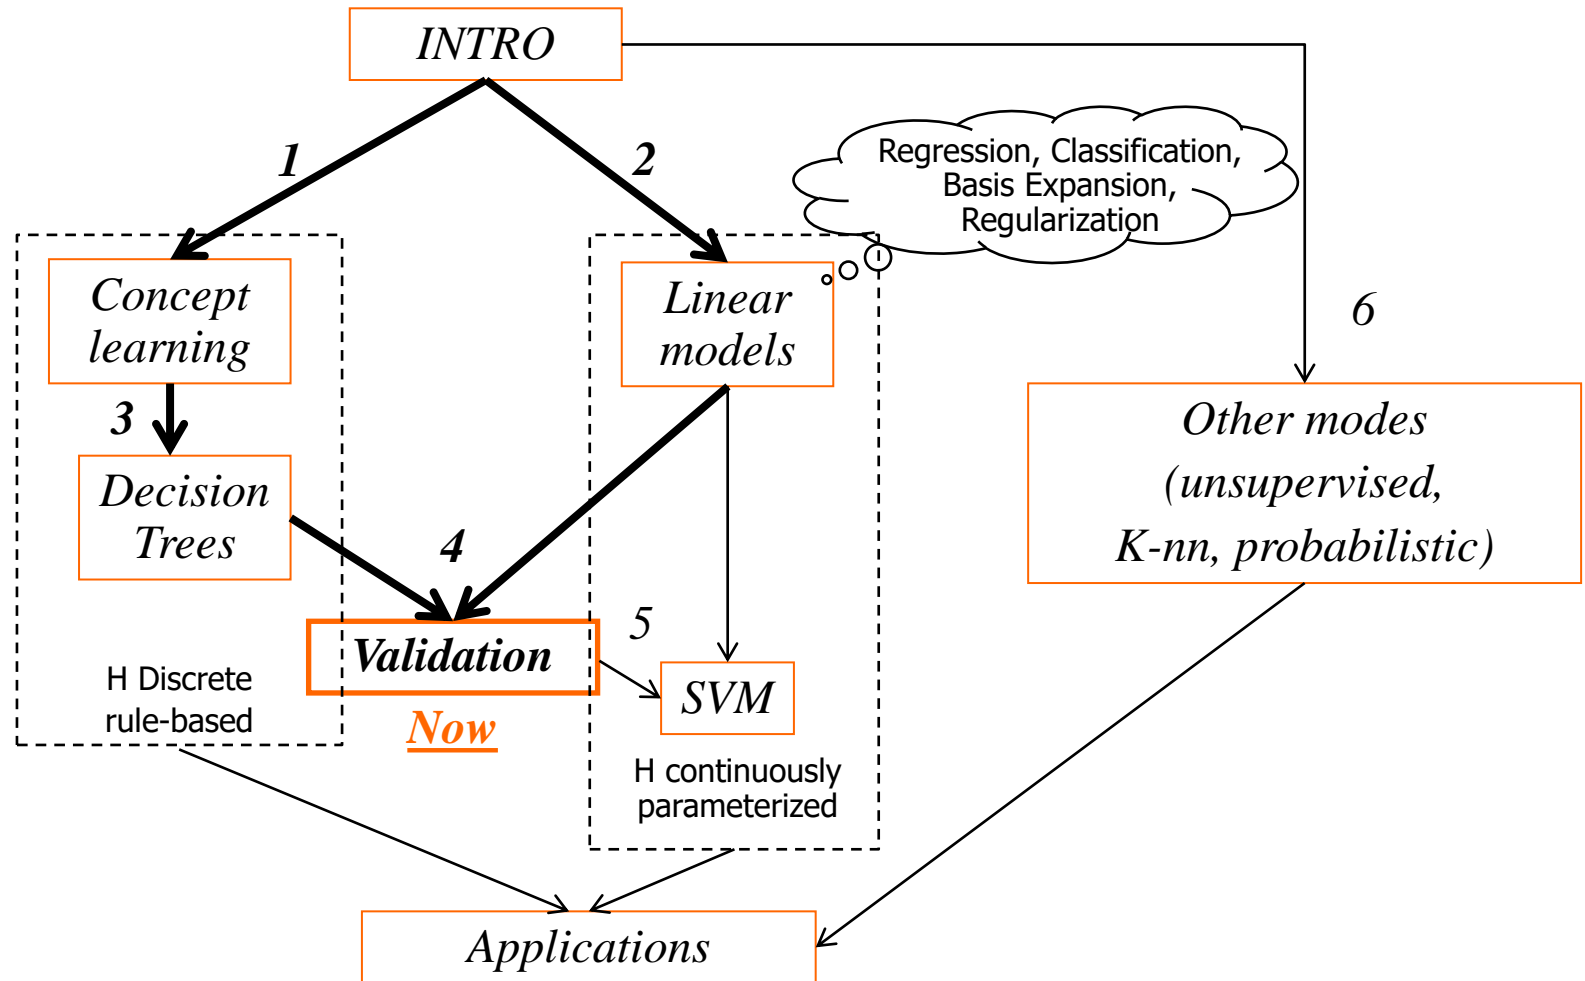 INTRO
1
2
Regression, Classification,
Basis Expansion,
Regularization
Concept
learning
Linear
models
6
3
Other modes
(unsupervised,
K-nn, probabilistic)
Decision
Trees
4
5
Validation
Now
SVM
H Discrete
rule-based
H continuously
parameterized
Applications